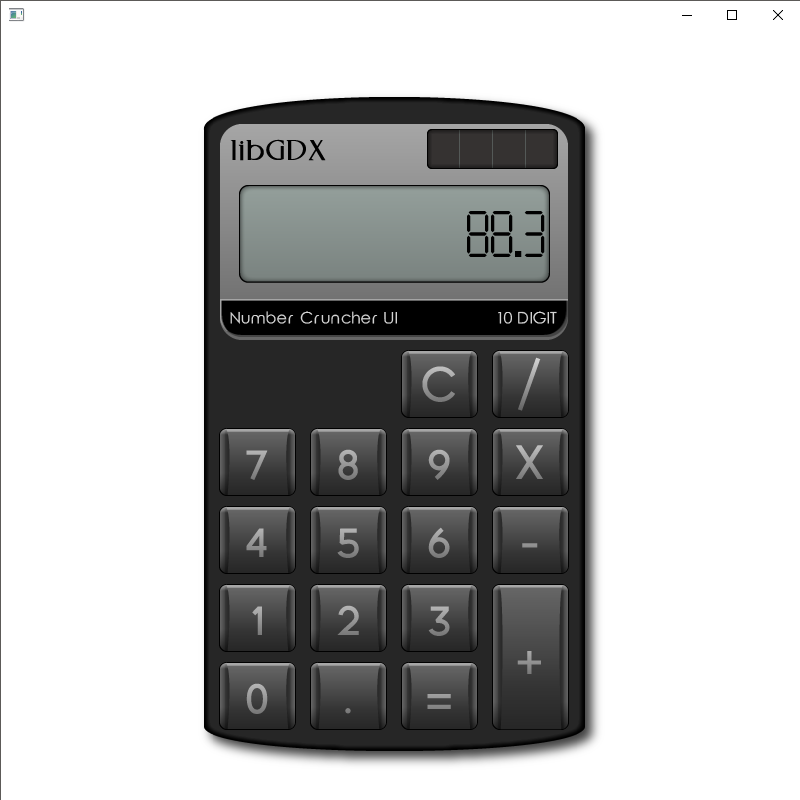 libGDX
88.3
Number Cruncher UI 10 DIGIT
C /
7 8 9 X
4 5 6 -
1 2 3
+
0 . =